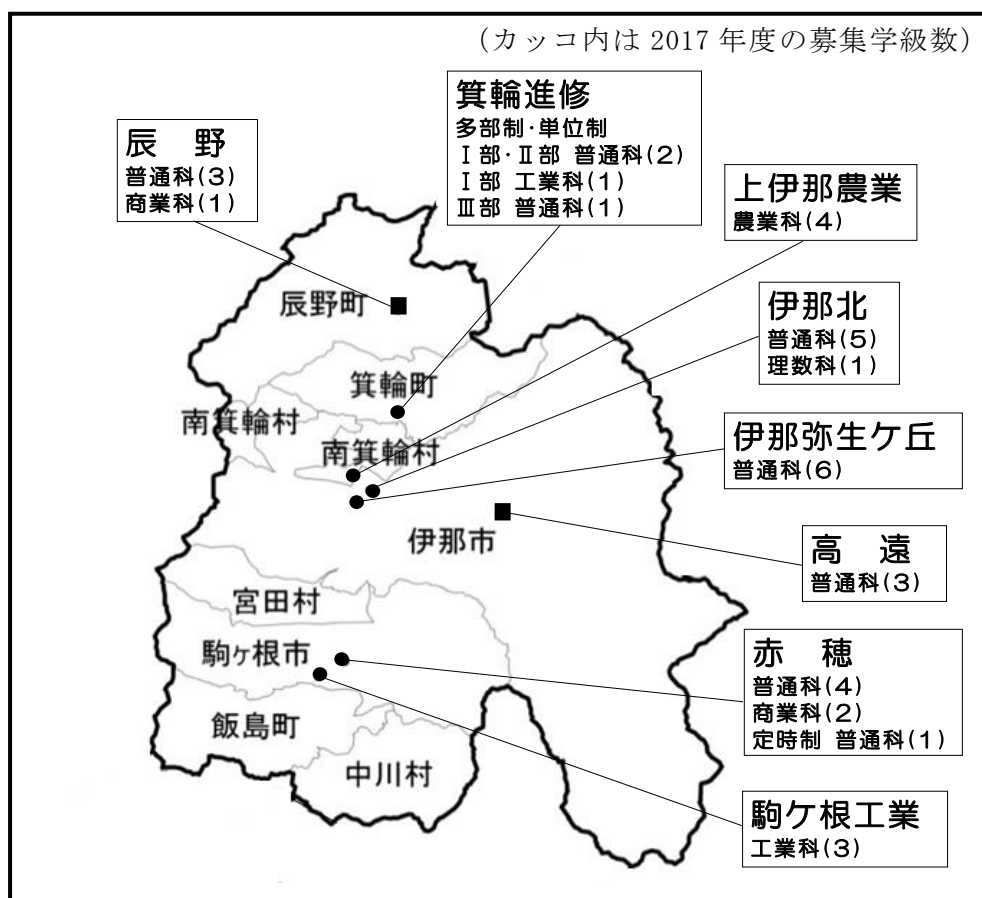 (カッコ内は 2017 年度の募集学級数)
箕輪進修
多部制・単位制
Ⅰ部・Ⅱ部 普通科(2)
Ⅰ部 工業科(1)
Ⅲ部 普通科(1)
辰 野
普通科(3)
商業科(1)
上伊那農業
農業科(4)
伊那北
普通科(5)
理数科(1)
伊那弥生ケ丘
普通科(6)
高 遠
普通科(3)
赤 穂
普通科(4)
商業科(2)
定時制 普通科(1)
駒ケ根工業
工業科(3)
辰野町
箕輪町
南箕輪村
南箕輪村
伊那市
宮田村
駒ヶ根市
飯島町
中川村